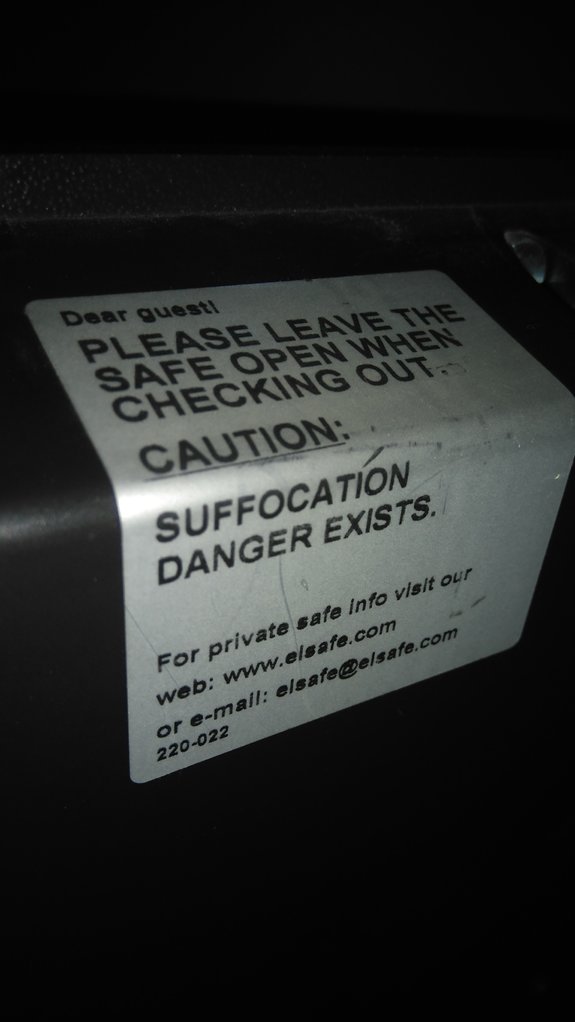 Dear guest!
PLEASE LEAVE THE
SAFE OPEN WHEN
CHECKING OUT.
CAUTION:
SUFFOCATION
DANGER EXISTS.
For private safe info visit our
web: www.elsafe.com
or e-mail: elsafe@elsafe.com
220-022